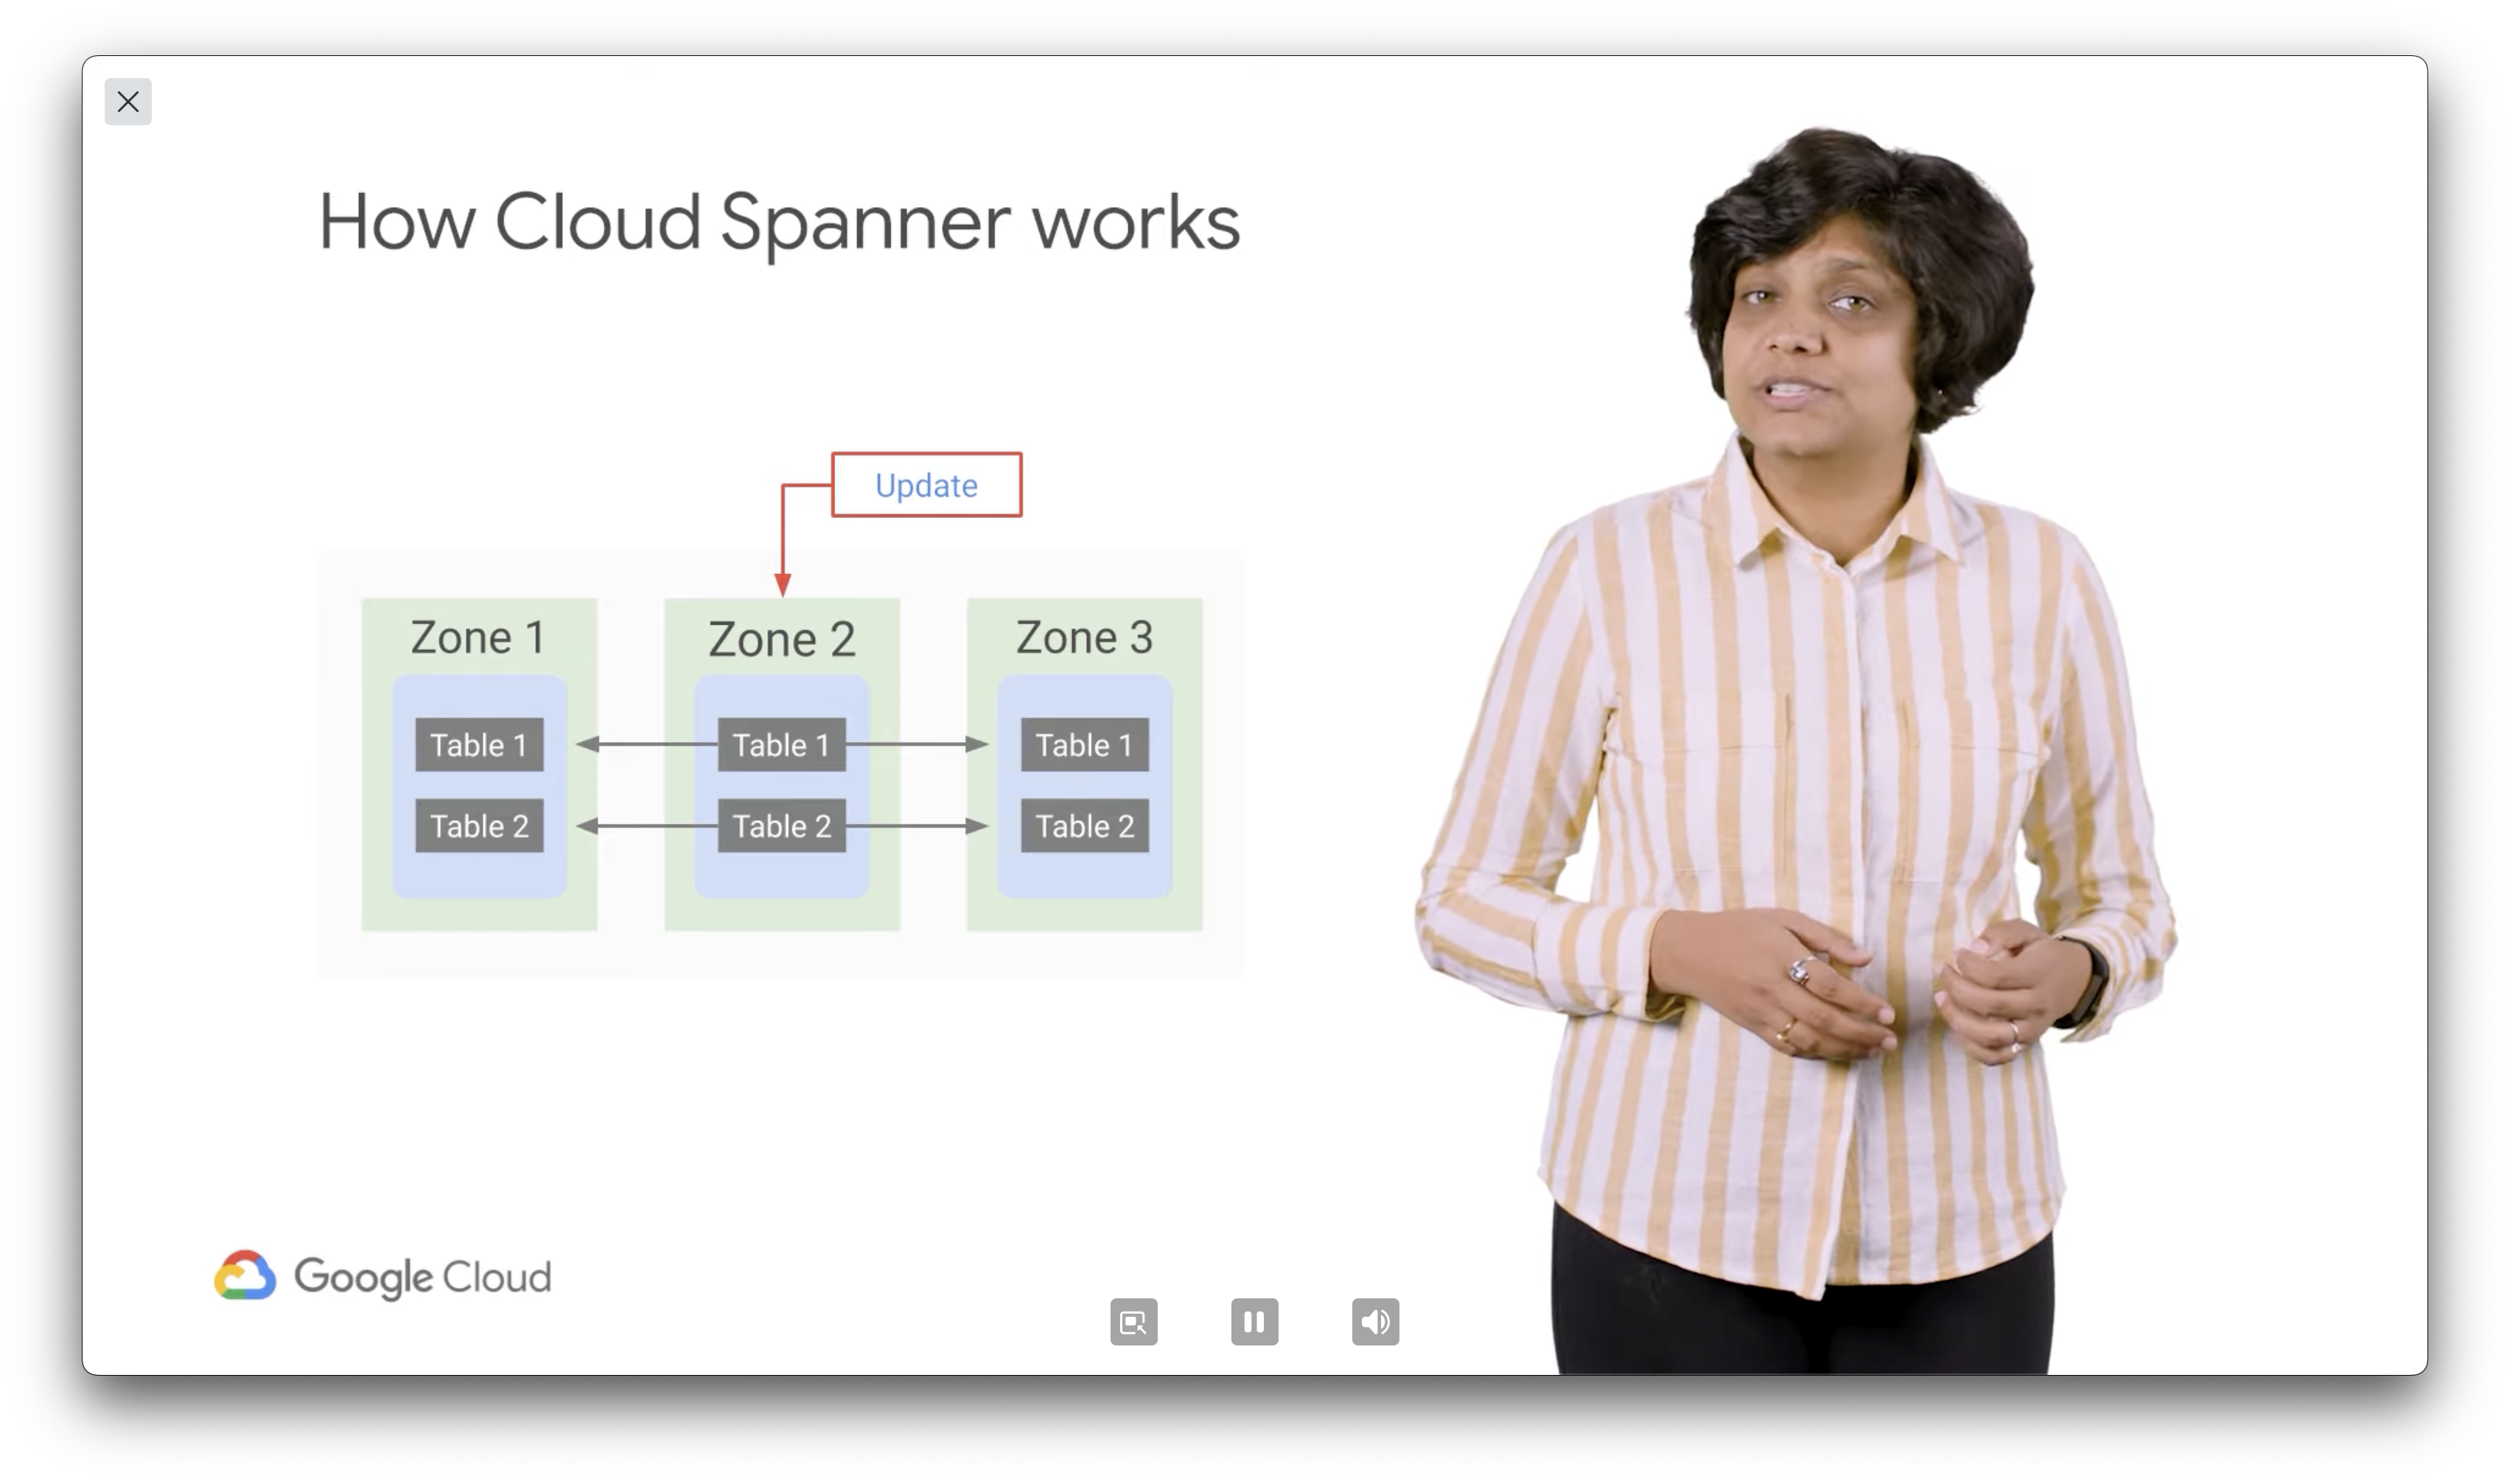 How Cloud Spanner works
Update
Zone 1
Zone 2
Zone 3
Table 1
Table 1
Table 1
Table 2
Table 2
Table 2
Google Cloud